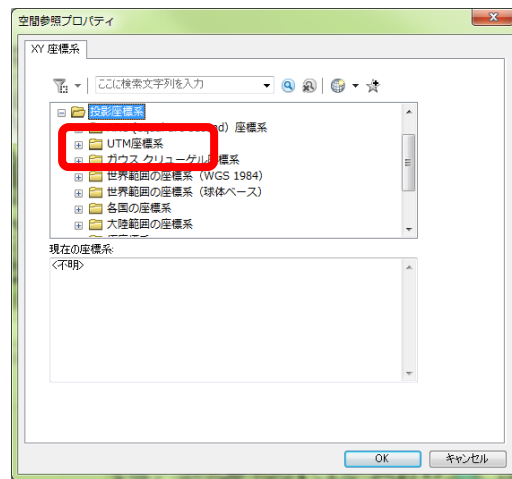 空間参照プロパティ
XY 座標系
ここに検索文字列を入力
投影座標系
座標系
UTM座標系
ガウス クリューゲル座標系
世界範囲の座標系（WGS 1984）
世界範囲の座標系（球体ベース）
各国の座標系
大陸範囲の座標系
現在の座標系:
<不明>
OK
キャンセル